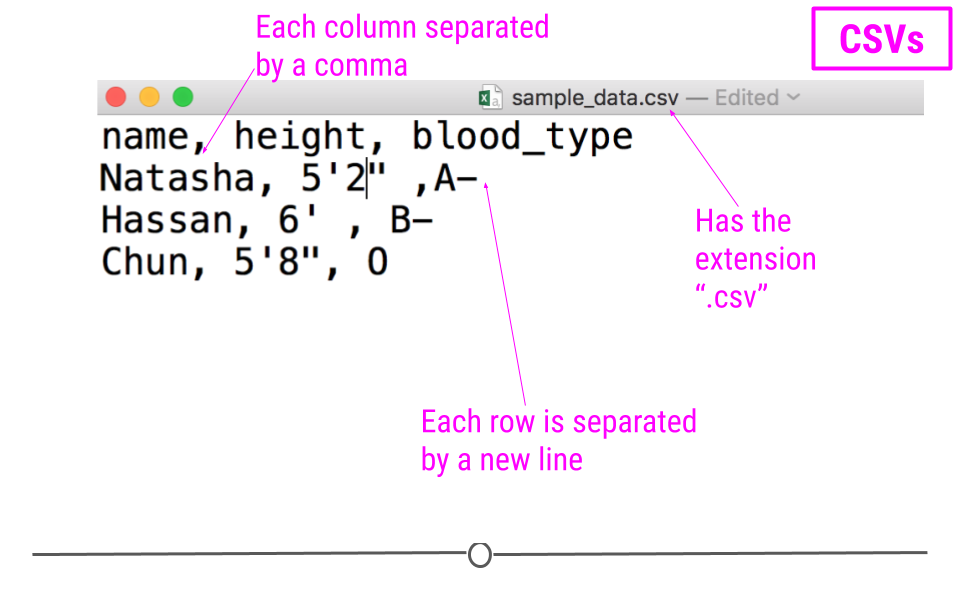 Each column separated
by a comma
CSVs
sample_data.csv — Edited
name, height, blood_type
Natasha, 5'2" ,A-
Hassan, 6' , B-
Chun, 5'8", O
Has the
extension
“.csv”
Each row is separated
by a new line